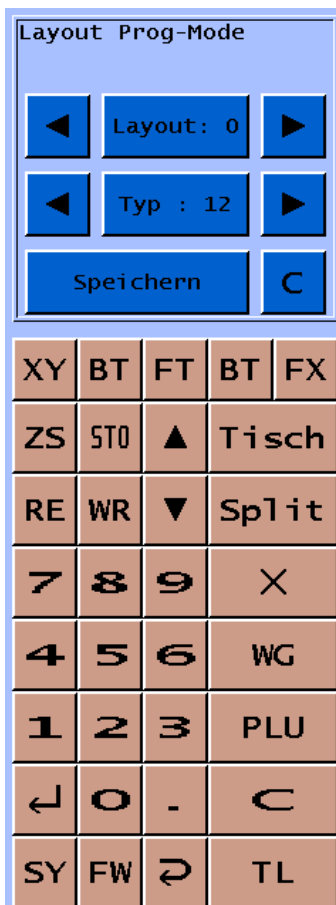 Layout Prog-Mode
◀ Layout: 0 ▶
◀ Typ : 12 ▶
Speichern C
XY BT FT BT FX
ZS STO ▲ Tisch
RE WR ▼ Split
7 8 9 ×
4 5 6 WG
1 2 3 PLU
↲ 0 . C
SY FW ⊋ TL